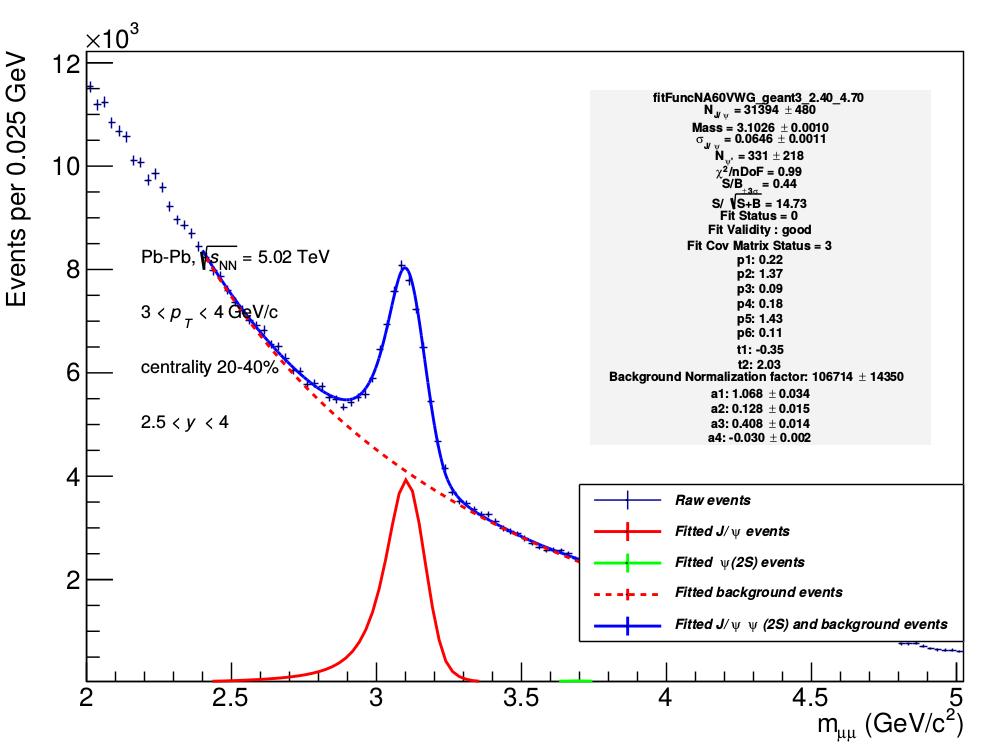 ×10³
Events per 0.025 GeV
12
10
8
6
4
2
2
2.5
3
3.5
4
4.5
5
m_μμ (GeV/c²)
Pb-Pb, √s_NN = 5.02 TeV
3 < p_T < 4 GeV/c
centrality 20-40%
2.5 < y < 4
fitFuncNA60VWG_geant3_2.40_4.70
N_J/ψ = 31394 ± 480
Mass = 3.1026 ± 0.0010
σ_J/ψ = 0.0646 ± 0.0011
N_ψ' = 331 ± 218
χ²/nDoF = 0.99
S/B_±3σ = 0.44
S/ √S+B = 14.73
Fit Status = 0
Fit Validity : good
Fit Cov Matrix Status = 3
p1: 0.22
p2: 1.37
p3: 0.09
p4: 0.18
p5: 1.43
p6: 0.11
t1: -0.35
t2: 2.03
Background Normalization factor: 106714 ± 14350
a1: 1.068 ± 0.034
a2: 0.128 ± 0.015
a3: 0.408 ± 0.014
a4: -0.030 ± 0.002
Raw events
Fitted J/ψ events
Fitted ψ(2S) events
Fitted background events
Fitted J/ψ ψ (2S) and background events